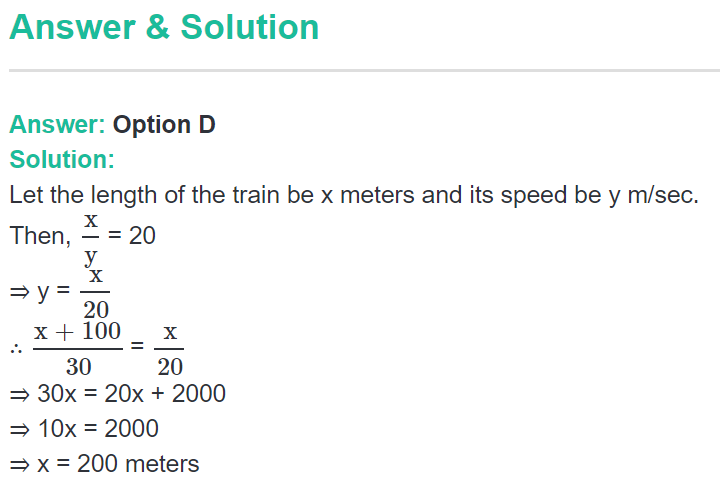 Answer & Solution
Answer: Option D
Solution:
Let the length of the train be x meters and its speed be y m/sec.
Then, x/y = 20
⇒ y = x/20
∴ (x + 100)/30 = x/20
⇒ 30x = 20x + 2000
⇒ 10x = 2000
⇒ x = 200 meters